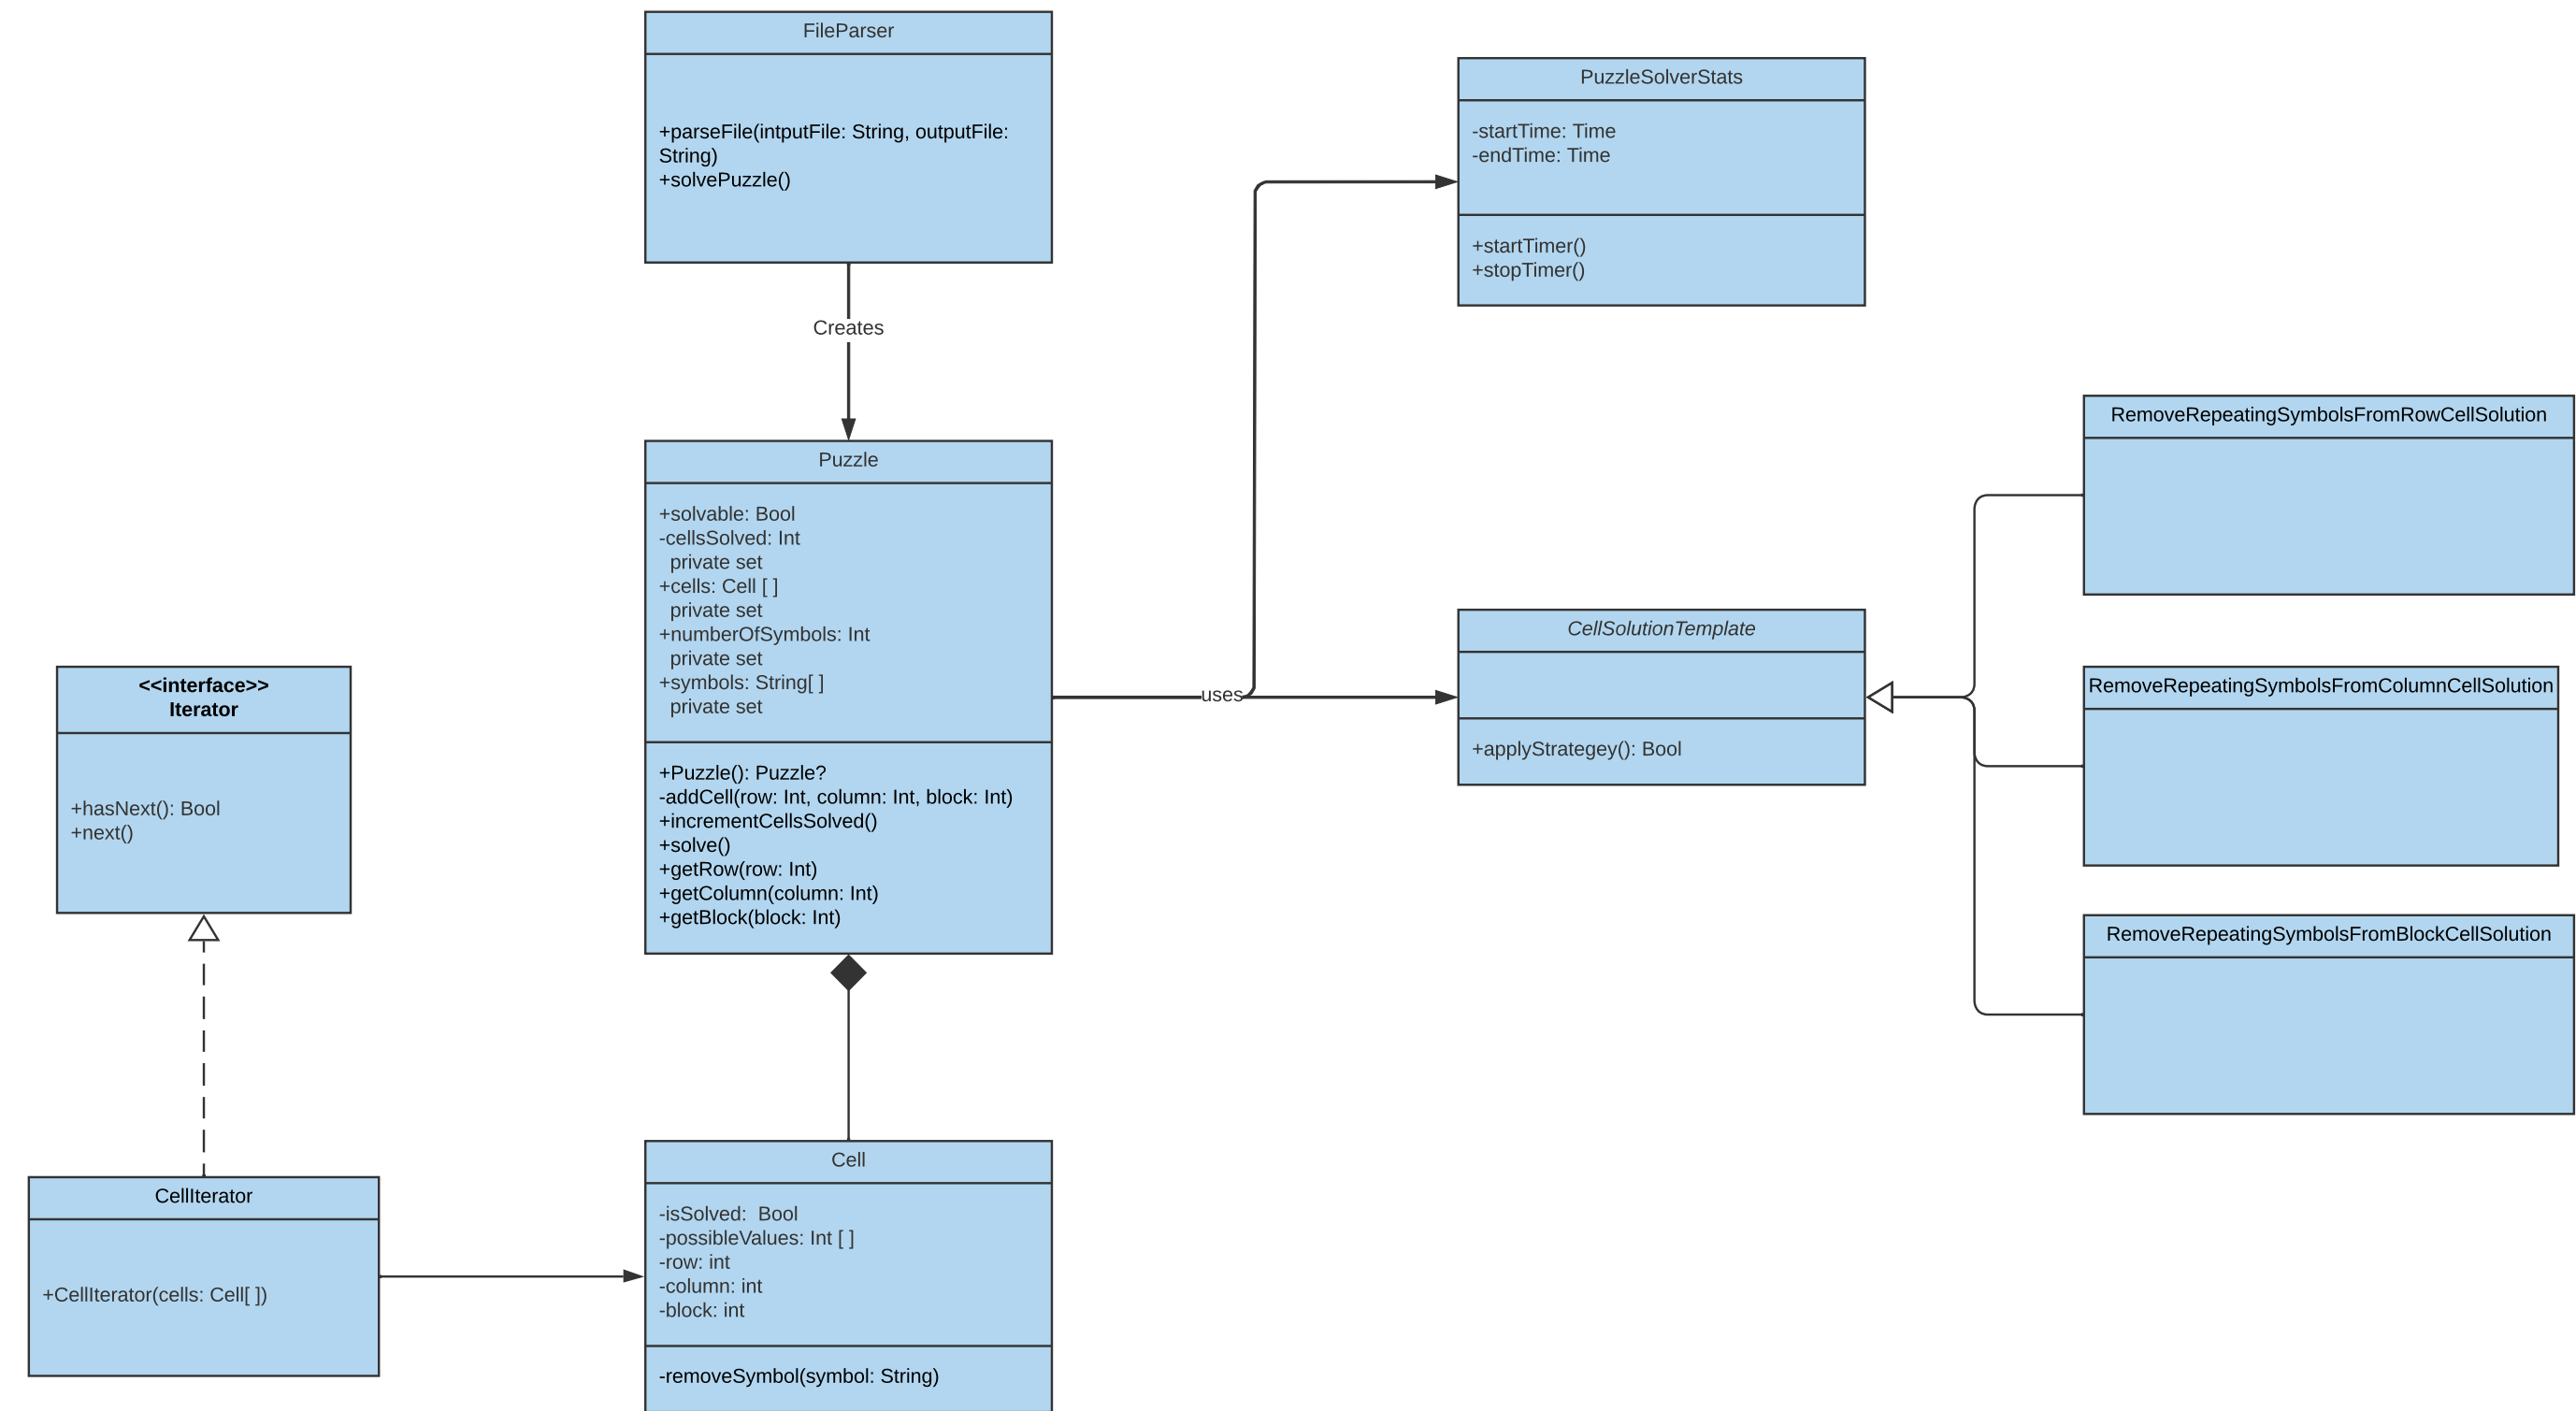 FileParser
+parseFile(intputFile: String, outputFile:
String)
+solvePuzzle()
PuzzleSolverStats
-startTime: Time
-endTime: Time
+startTimer()
+stopTimer()
Creates
Puzzle
+solvable: Bool
-cellsSolved: Int
private set
+cells: Cell [ ]
private set
+numberOfSymbols: Int
private set
+symbols: String[ ]
private set
+Puzzle(): Puzzle?
-addCell(row: Int, column: Int, block: Int)
+incrementCellsSolved()
+solve()
+getRow(row: Int)
+getColumn(column: Int)
+getBlock(block: Int)
uses
CellSolutionTemplate
+applyStrategey(): Bool
RemoveRepeatingSymbolsFromRowCellSolution
RemoveRepeatingSymbolsFromColumnCellSolution
RemoveRepeatingSymbolsFromBlockCellSolution
<<interface>>
Iterator
+hasNext(): Bool
+next()
CellIterator
+CellIterator(cells: Cell[ ])
Cell
-isSolved:  Bool
-possibleValues: Int [ ]
-row: int
-column: int
-block: int
-removeSymbol(symbol: String)